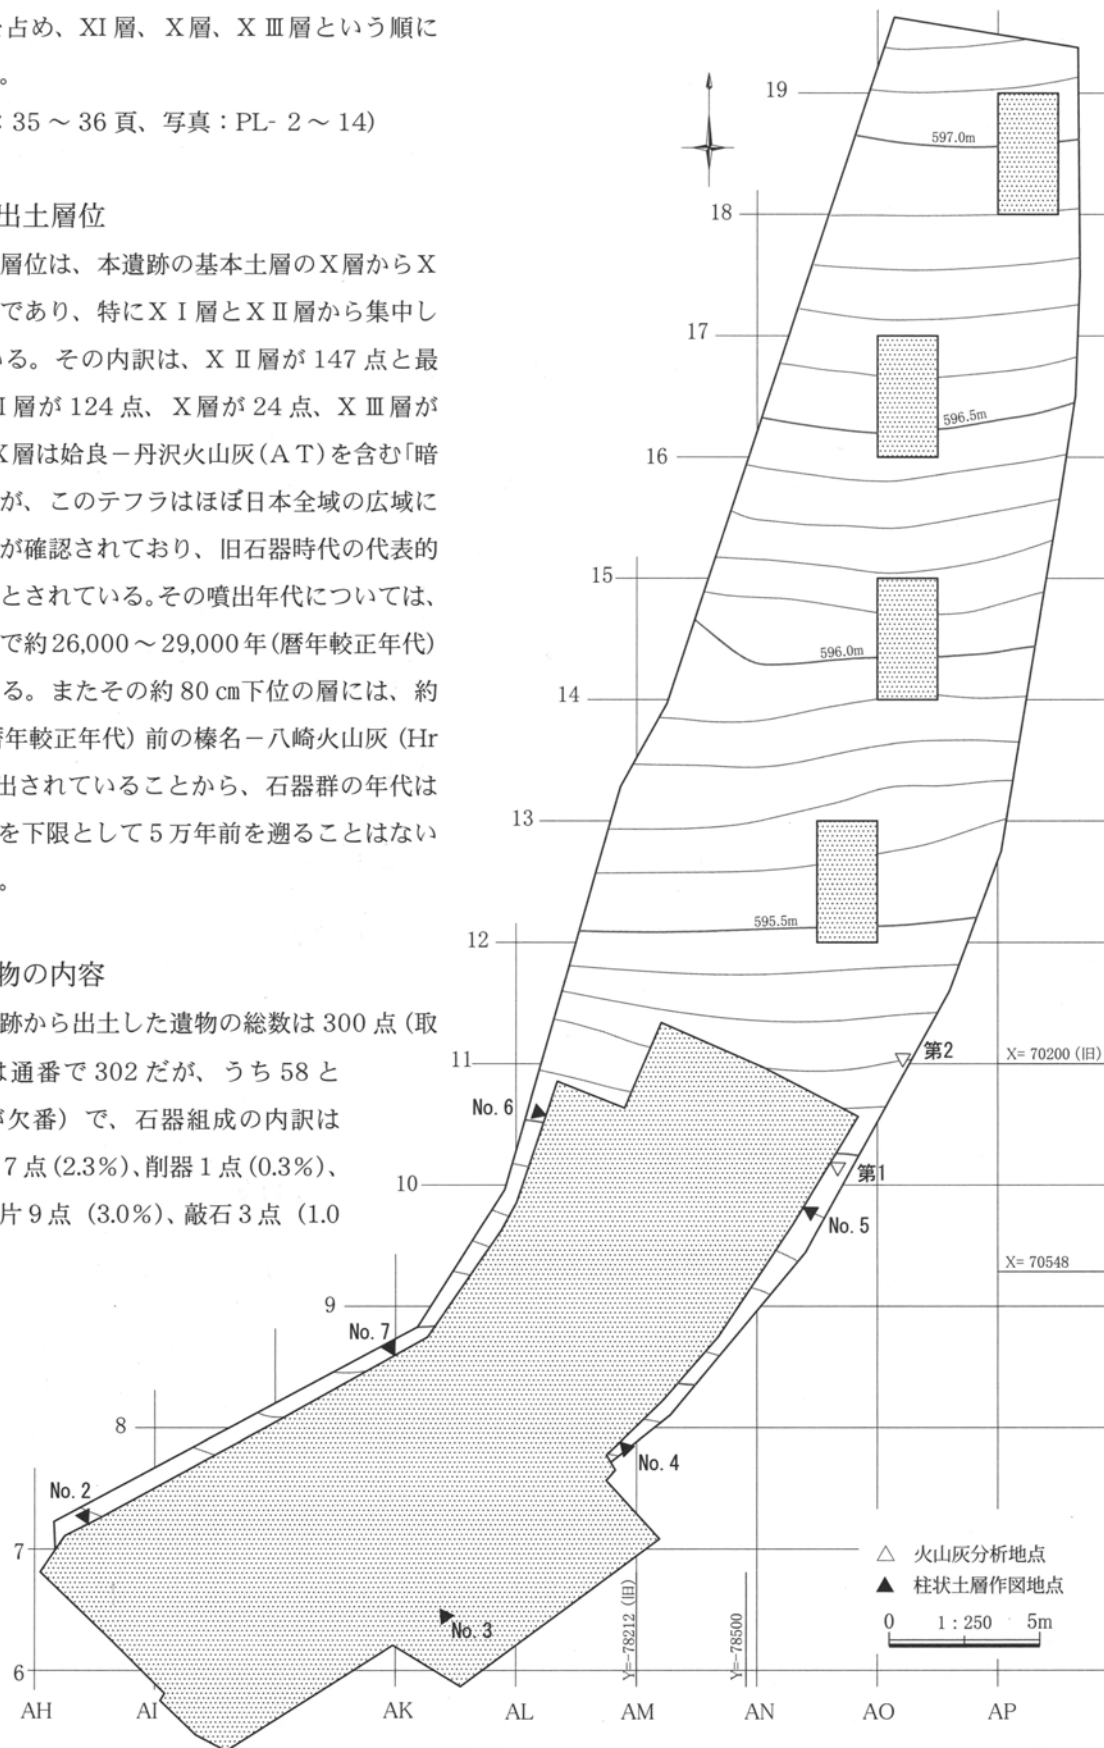 を占め、XI層、X層、XⅢ層という順に
。
：35～36頁、写真：PL-2～14）
出土層位
層位は、本遺跡の基本土層のX層からX
であり、特にXⅠ層とXⅡ層から集中し
いる。その内訳は、XⅡ層が147点と最
I層が124点、X層が24点、XⅢ層が
X層は姶良－丹沢火山灰（AT）を含む「暗
が、このテフラはほぼ日本全域の広域に
が確認されており、旧石器時代の代表的
とされている。その噴出年代については、
で約26,000～29,000年（暦年較正年代）
る。またその約80㎝下位の層には、約
暦年較正年代）前の榛名－八崎火山灰（Hr
出されていることから、石器群の年代は
を下限として5万年前を遡ることはない
。
物の内容
跡から出土した遺物の総数は300点（取
は通番で302だが、うち58と
が欠番）で、石器組成の内訳は
7点（2.3％）、削器1点（0.3％）、
片9点（3.0％）、敲石3点（1.0
19
597.0m
18
17
596.5m
16
15
596.0m
14
13
595.5m
12
11
第2
X=70200（旧）
No.6
第1
10
No.5
X=70548
9
No.7
8
No.4
No.2
7
△ 火山灰分析地点
▲ 柱状土層作図地点
0 1：250 5m
No.3
Y=-78212（旧）
Y=-78500
6
AH AI AK AL AM AN AO AP